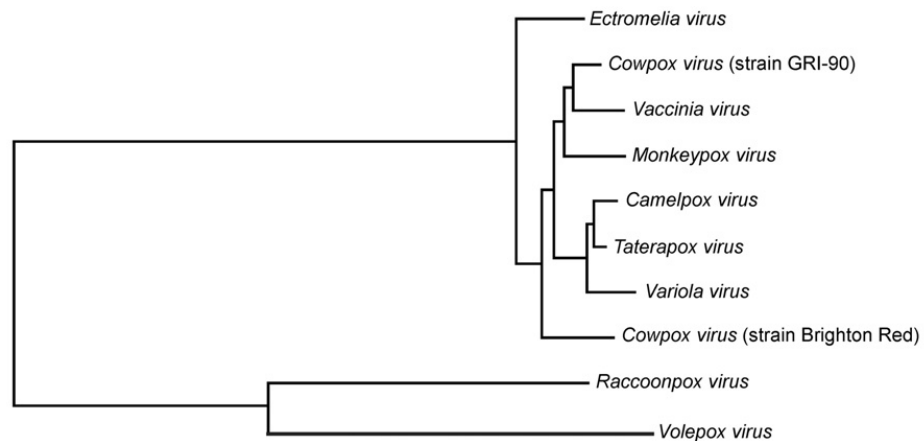 Ectromelia virus
Cowpox virus (strain GRI-90)
Vaccinia virus
Monkeypox virus
Camelpox virus
Taterapox virus
Variola virus
Cowpox virus (strain Brighton Red)
Raccoonpox virus
Volepox virus